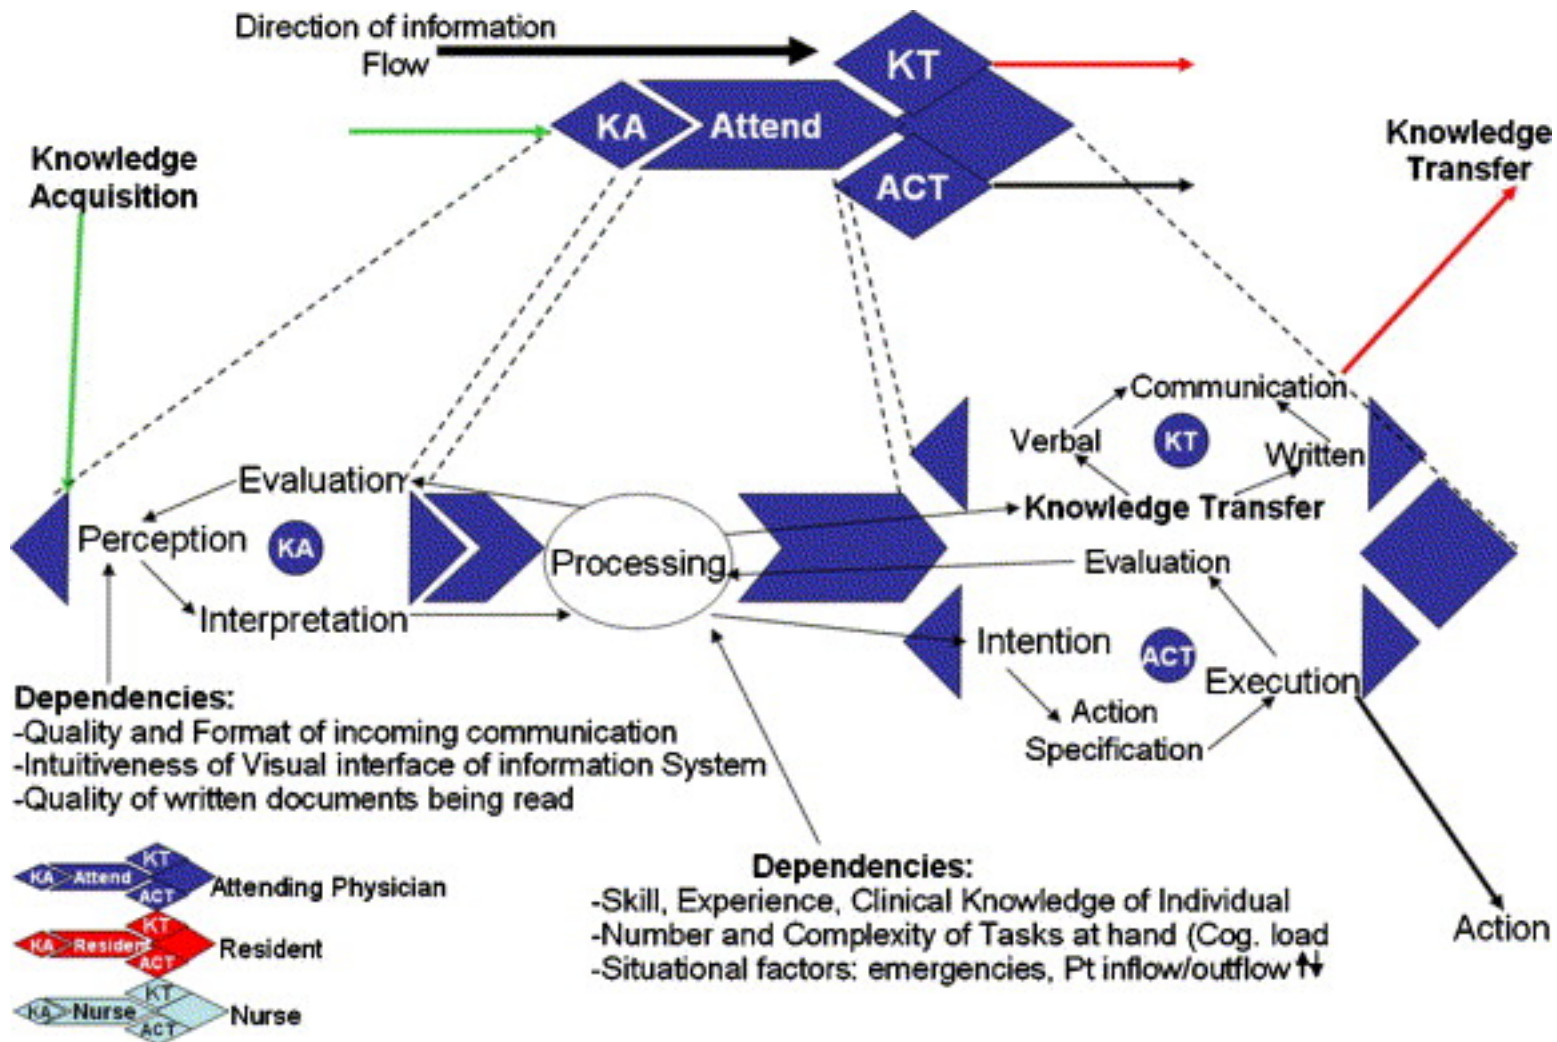 Direction of information
Flow
KT
KA
Attend
ACT
Knowledge
Acquisition
Knowledge
Transfer
Communication
Verbal
KT
Written
Knowledge Transfer
Evaluation
Perception
KA
Interpretation
Processing
Evaluation
Intention
ACT
Execution
Action
Specification
Dependencies:
-Quality and Format of incoming communication
-Intuitiveness of Visual interface of information System
-Quality of written documents being read
Dependencies:
-Skill, Experience, Clinical Knowledge of Individual
-Number and Complexity of Tasks at hand (Cog. load
-Situational factors: emergencies, Pt inflow/outflow
Action
KT
KA Attend
ACT
Attending Physician
KT
KA Resident
ACT
Resident
KT
KA Nurse
ACT
Nurse